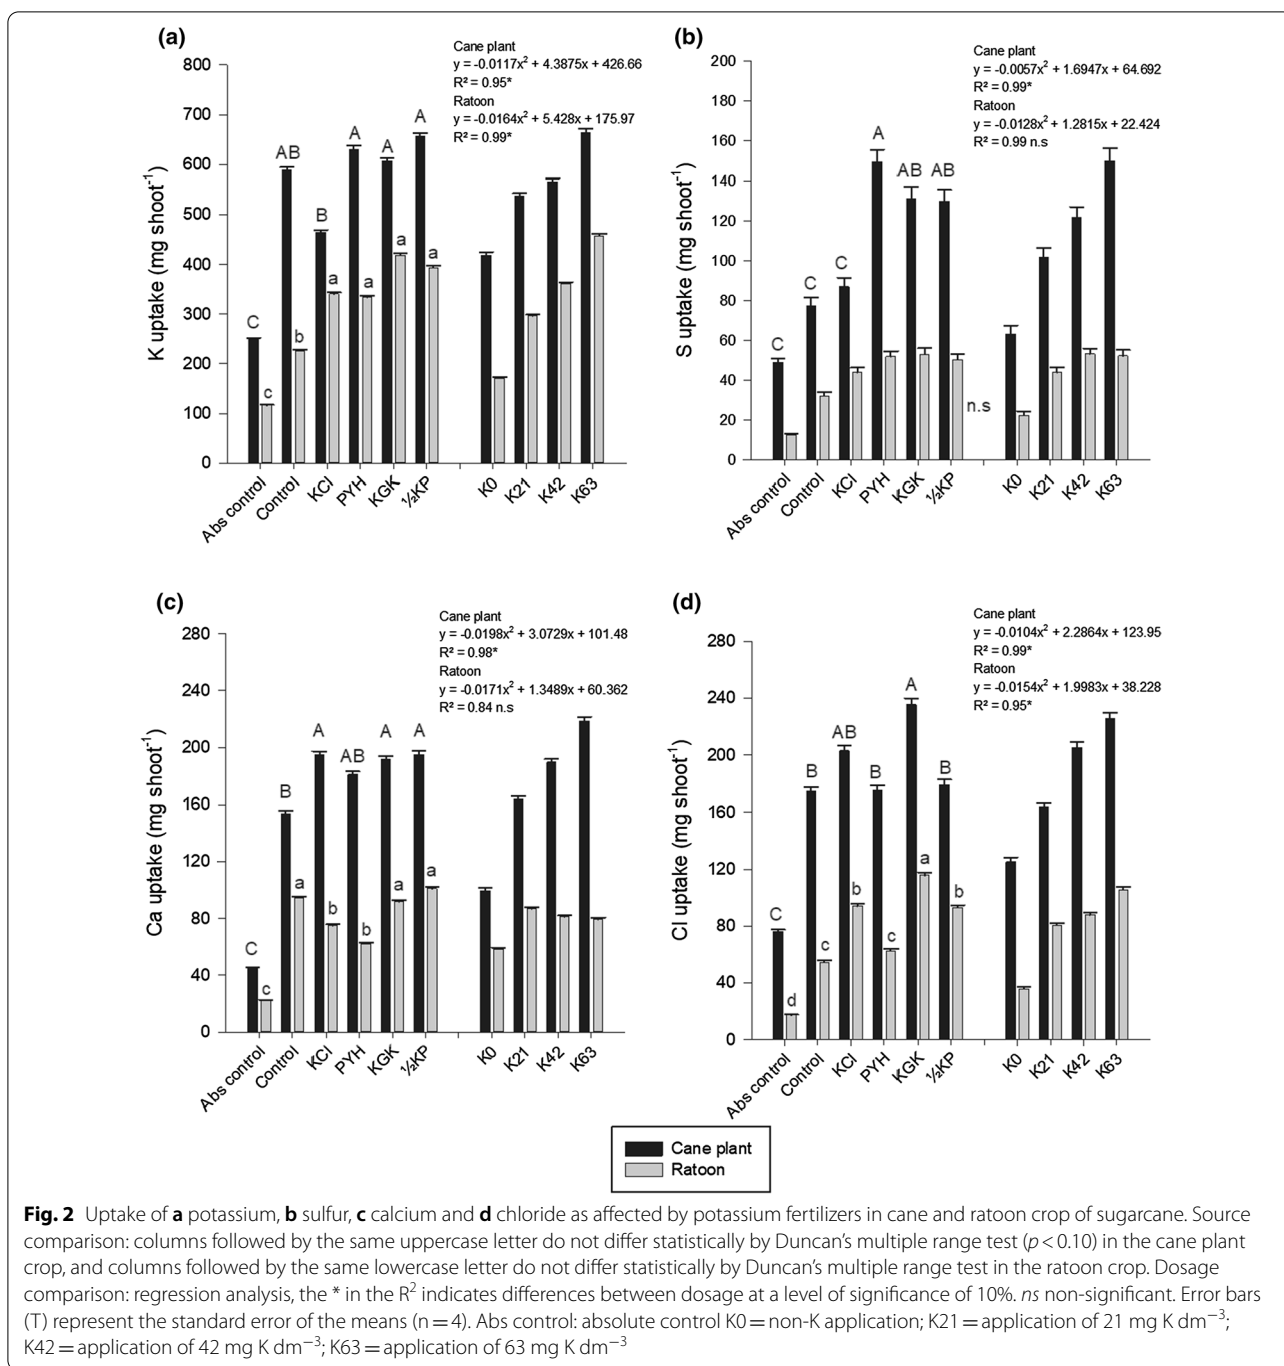 (a)
Cane plant
y = -0.0117x² + 4.3875x + 426.66
R² = 0.95*
Ratoon
y = -0.0164x² + 5.428x + 175.97
R² = 0.99*
K uptake (mg shoot⁻¹)
800
700
600
500
400
300
200
100
0
C
c
AB
b
B
a
A
a
A
a
A
a
Abs control
Control
KCl
PYH
KGK
½KP
K0
K21
K42
K63
(b)
Cane plant
y = -0.0057x² + 1.6947x + 64.692
R² = 0.99*
Ratoon
y = -0.0128x² + 1.2815x + 22.424
R² = 0.99 n.s
S uptake (mg shoot⁻¹)
200
180
160
140
120
100
80
60
40
20
0
C
C
C
A
AB
AB
n.s
Abs control
Control
KCl
PYH
KGK
½KP
K0
K21
K42
K63
(c)
Cane plant
y = -0.0198x² + 3.0729x + 101.48
R² = 0.98*
Ratoon
y = -0.0171x² + 1.3489x + 60.362
R² = 0.84 n.s
Ca uptake (mg shoot⁻¹)
280
240
200
160
120
80
40
0
C
c
B
a
A
b
AB
b
A
a
A
a
Abs control
Control
KCl
PYH
KGK
½KP
K0
K21
K42
K63
(d)
Cane plant
y = -0.0104x² + 2.2864x + 123.95
R² = 0.99*
Ratoon
y = -0.0154x² + 1.9983x + 38.228
R² = 0.95*
Cl uptake (mg shoot⁻¹)
280
240
200
160
120
80
40
0
C
d
B
c
AB
b
B
c
A
a
B
b
Abs control
Control
KCl
PYH
KGK
½KP
K0
K21
K42
K63
Cane plant
Ratoon
Fig. 2 Uptake of a potassium, b sulfur, c calcium and d chloride as affected by potassium fertilizers in cane and ratoon crop of sugarcane. Source
comparison: columns followed by the same uppercase letter do not differ statistically by Duncan's multiple range test (p < 0.10) in the cane plant
crop, and columns followed by the same lowercase letter do not differ statistically by Duncan's multiple range test in the ratoon crop. Dosage
comparison: regression analysis, the * in the R² indicates differences between dosage at a level of significance of 10%. ns non-significant. Error bars
(T) represent the standard error of the means (n = 4). Abs control: absolute control K0 = non-K application; K21 = application of 21 mg K dm⁻³;
K42 = application of 42 mg K dm⁻³; K63 = application of 63 mg K dm⁻³